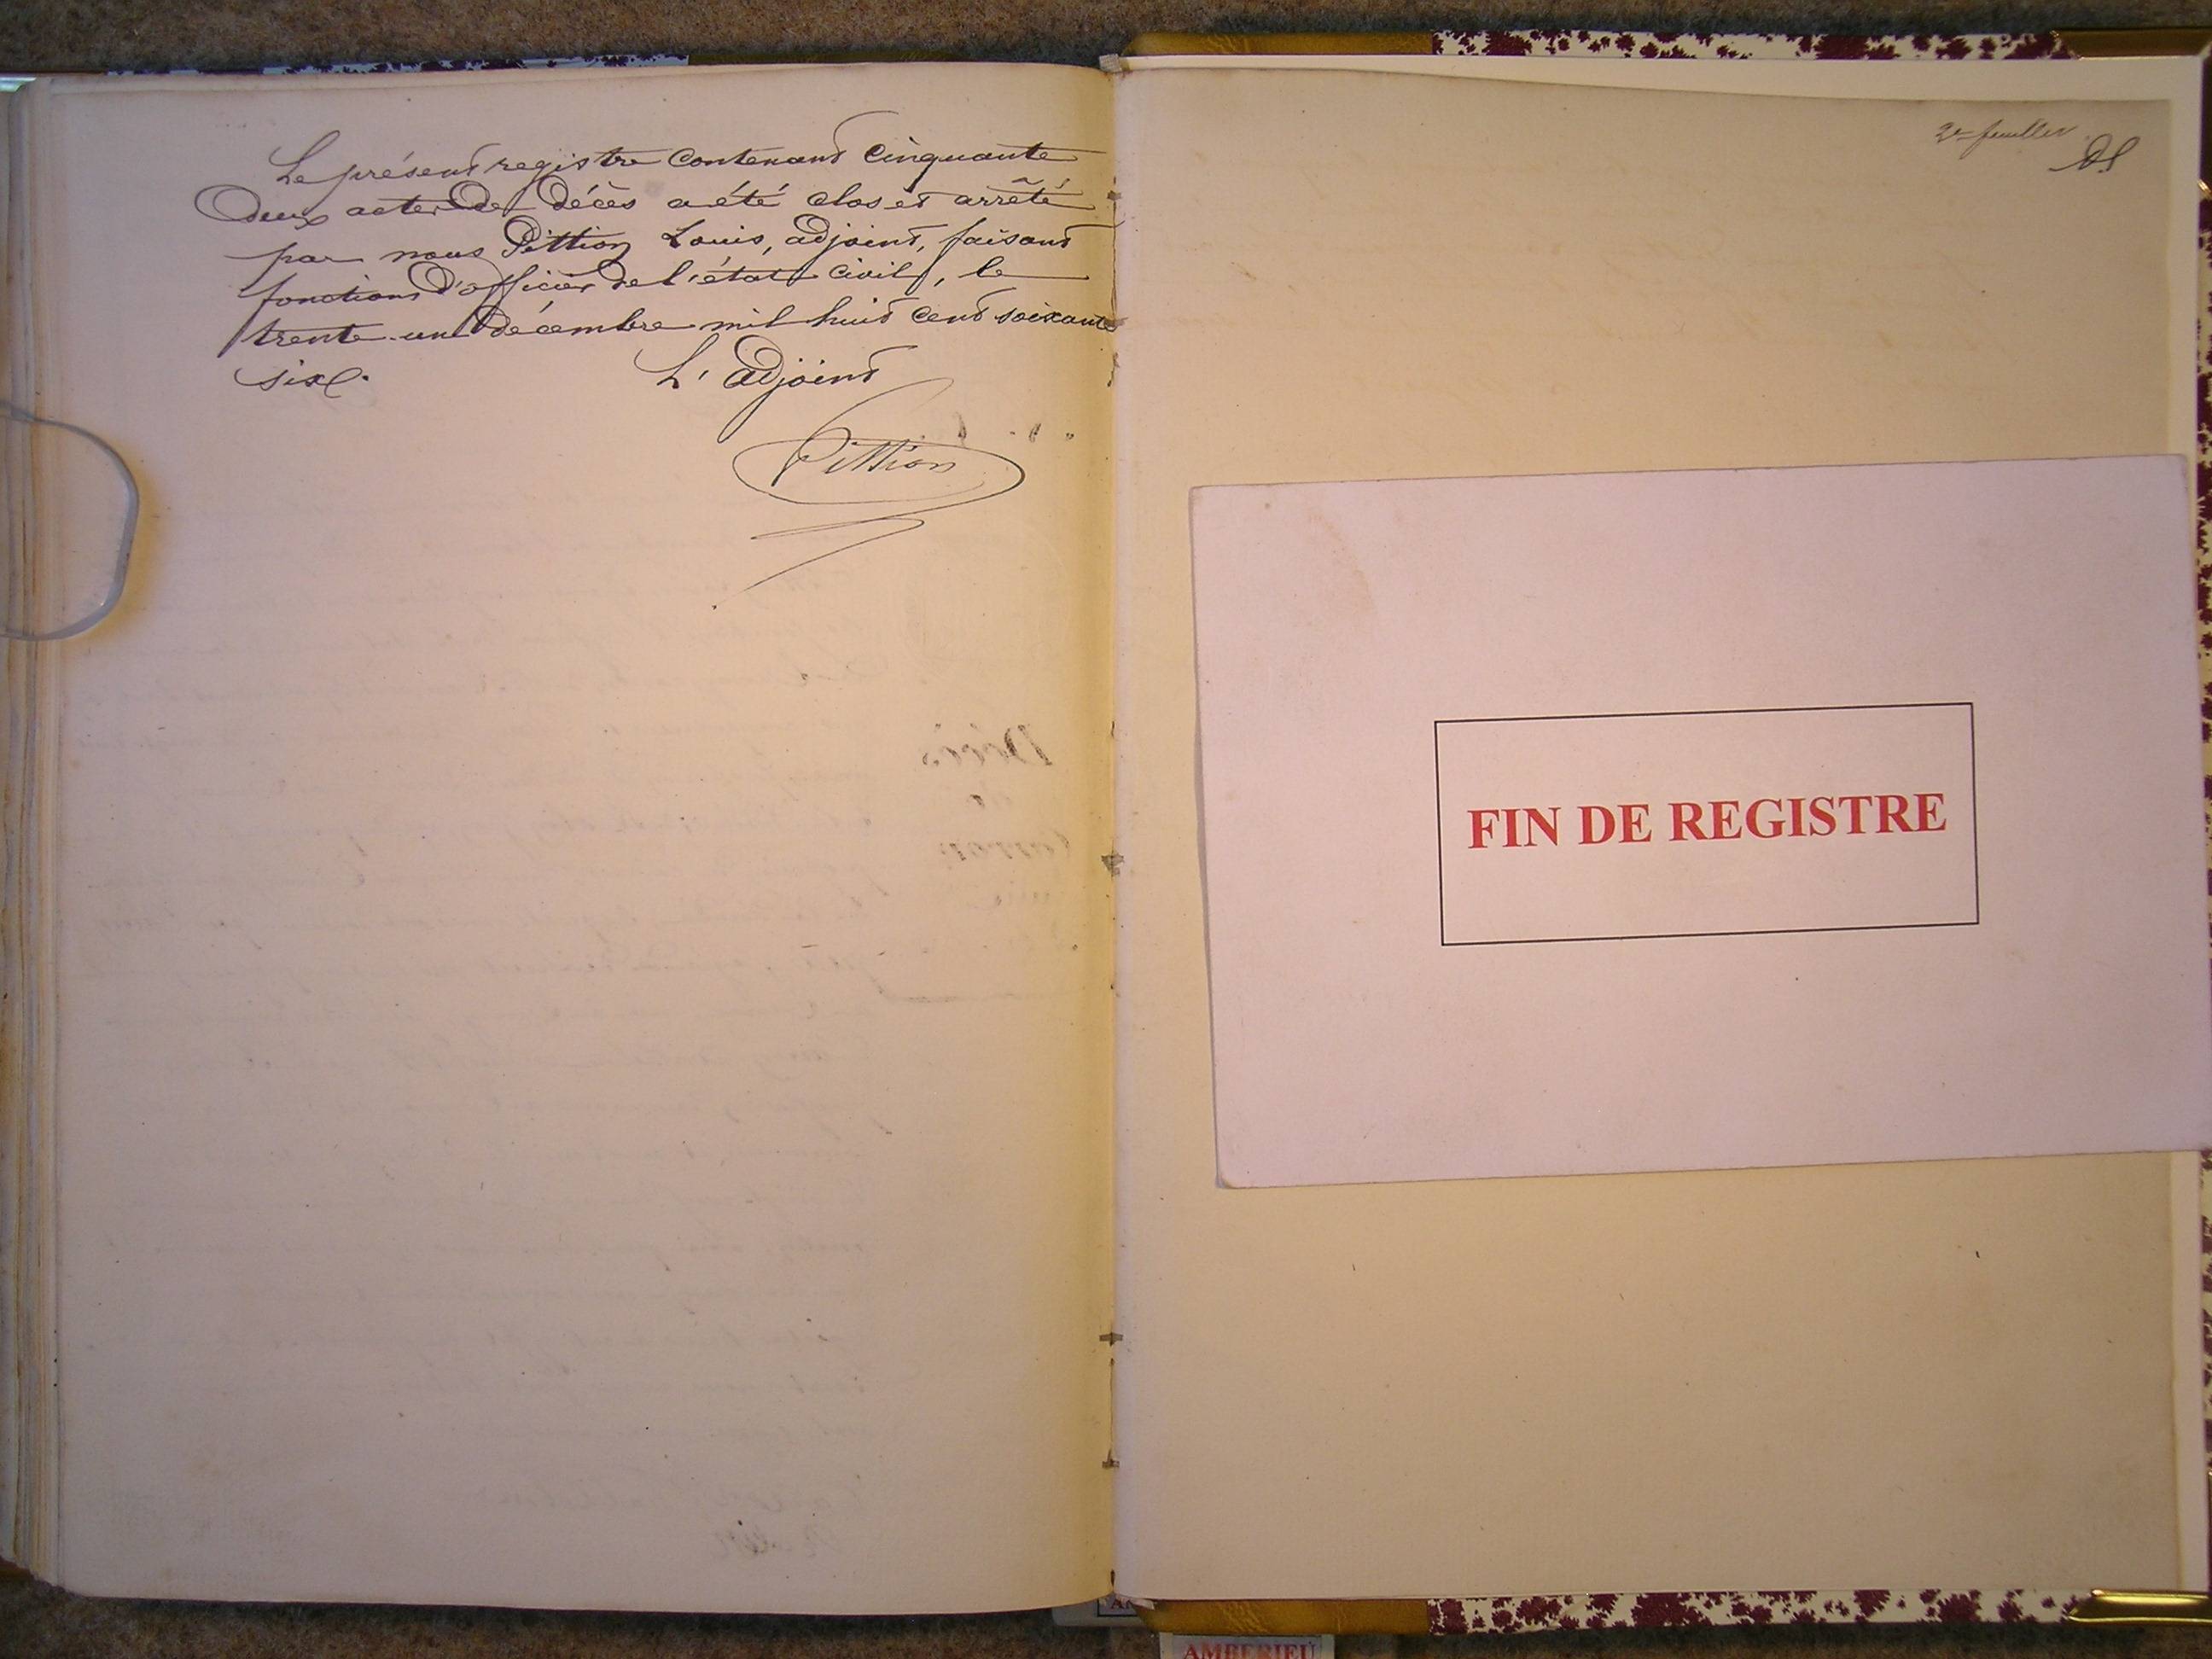 Le présent registre contenant cinquante
deux actes de décès a été clos et arrêté
par nous Pittion Louis, adjoint, faisant
fonctions d'officier de l'état civil, le
trente-un décembre mil huit cent soixante
six.
L'adjoint
Pittion
2e feuillet
FIN DE REGISTRE
AMBERIEU